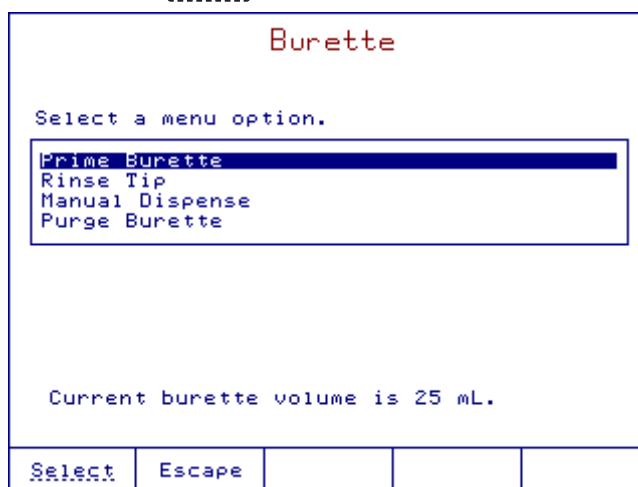 Burette
Select a menu option.
Prime Burette
Rinse Tip
Manual Dispense
Purge Burette
Current burette volume is 25 mL.
Select Escape